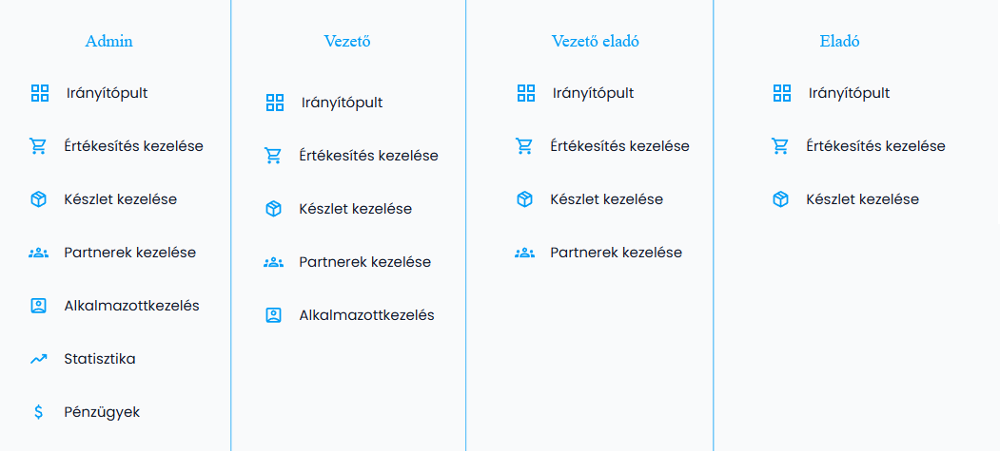 Admin
Irányítópult
Értékesítés kezelése
Készlet kezelése
Partnerek kezelése
Alkalmazottkezelés
Statisztika
Pénzügyek
Vezető
Irányítópult
Értékesítés kezelése
Készlet kezelése
Partnerek kezelése
Alkalmazottkezelés
Vezető eladó
Irányítópult
Értékesítés kezelése
Készlet kezelése
Partnerek kezelése
Eladó
Irányítópult
Értékesítés kezelése
Készlet kezelése